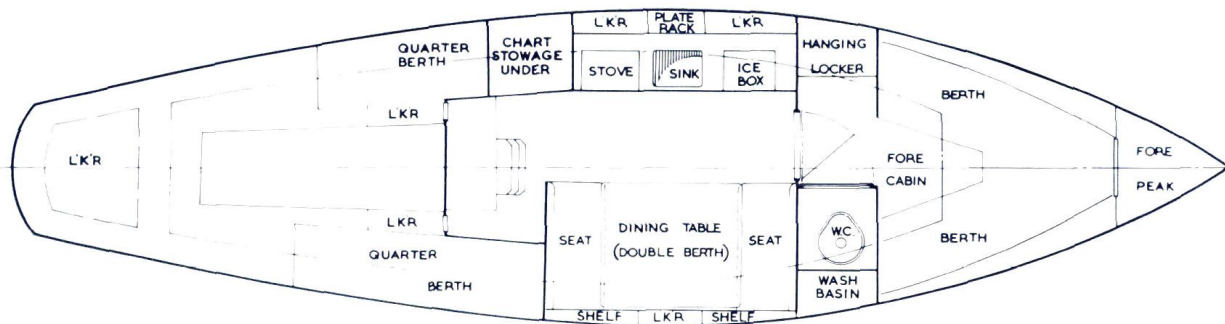 L'K'R
QUARTER
BERTH
L'K'R
CHART
STOWAGE
UNDER
L'K'R
PLATE
RACK
L'K'R
STOVE
SINK
ICE
BOX
HANGING
LOCKER
BERTH
FORE
CABIN
FORE
PEAK
BERTH
W.C.
WASH
BASIN
L'K'R
QUARTER
BERTH
SEAT
DINING TABLE
(DOUBLE BERTH)
SEAT
SHELF
L'K'R
SHELF